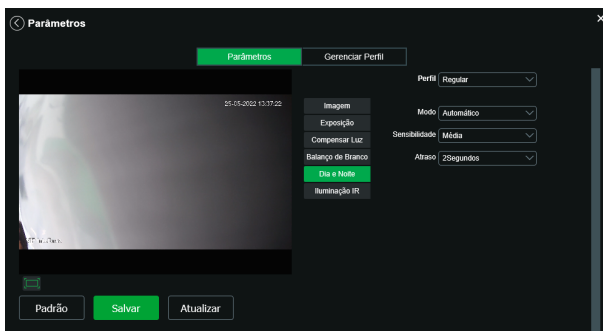 Parâmetros
×
Parâmetros Gerenciar Perfil
Perfil Regular
25-05-2022 13:37:22
Imagem
Modo Automático
Exposição
Compensar Luz
Sensibilidade Média
Balanço de Branco
Atraso 2Segundos
Dia e Noite
Iluminação IR
Padrão Salvar Atualizar